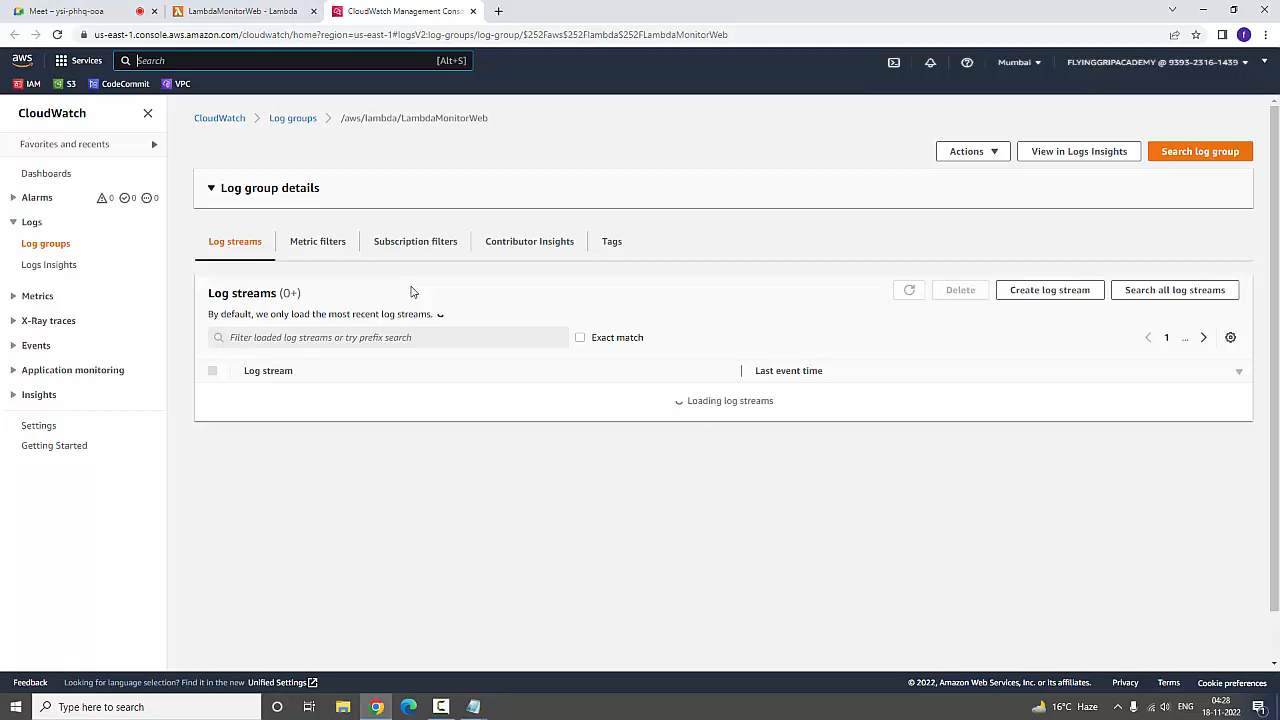 Meet – ysi-phhq-ooa
LambdaMonitorWeb - Lambda
CloudWatch Management Conso
us-east-1.console.aws.amazon.com/cloudwatch/home?region=us-east-1#logsV2:log-groups/log-group/$252Faws$252Flambda$252FLambdaMonitorWeb
f
aws
Services
Search
[Alt+S]
Mumbai
FLYINGGRIPACADEMY @ 9393-2316-1439
IAM
S3
CodeCommit
VPC
CloudWatch
Favorites and recents
Dashboards
Alarms
0
0
0
Logs
Log groups
Logs Insights
Metrics
X-Ray traces
Events
Application monitoring
Insights
Settings
Getting Started
CloudWatch
Log groups
/aws/lambda/LambdaMonitorWeb
Actions
View in Logs Insights
Search log group
Log group details
Log streams
Metric filters
Subscription filters
Contributor Insights
Tags
Log streams (0+)
Delete
Create log stream
Search all log streams
By default, we only load the most recent log streams.
Filter loaded log streams or try prefix search
Exact match
1
...
Log stream
Last event time
Loading log streams
Feedback
Looking for language selection? Find it in the new Unified Settings
© 2022, Amazon Web Services, Inc. or its affiliates.
Privacy
Terms
Cookie preferences
Type here to search
16°C Haze
ENG
04:28
18-11-2022